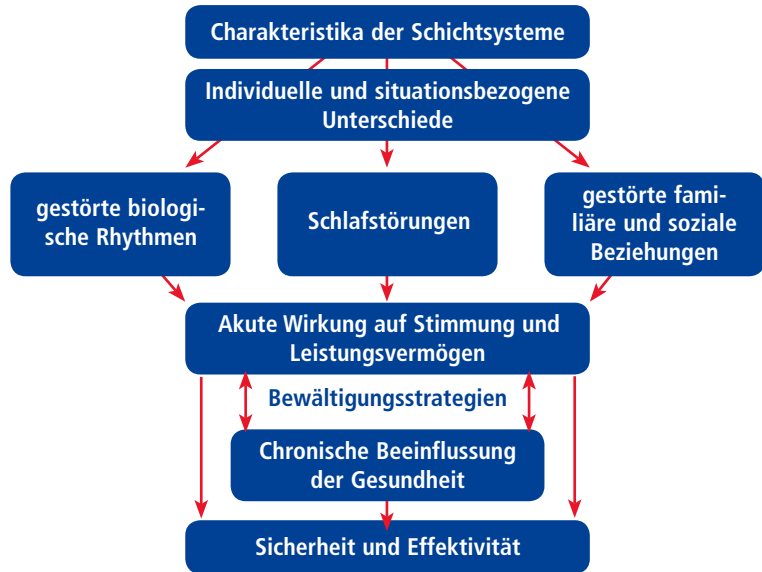 Charakteristika der Schichtsysteme
Individuelle und situationsbezogene
Unterschiede
gestörte biologi-
sche Rhythmen
Schlafstörungen
gestörte fami-
liäre und soziale
Beziehungen
Akute Wirkung auf Stimmung und
Leistungsvermögen
Bewältigungsstrategien
Chronische Beeinflussung
der Gesundheit
Sicherheit und Effektivität